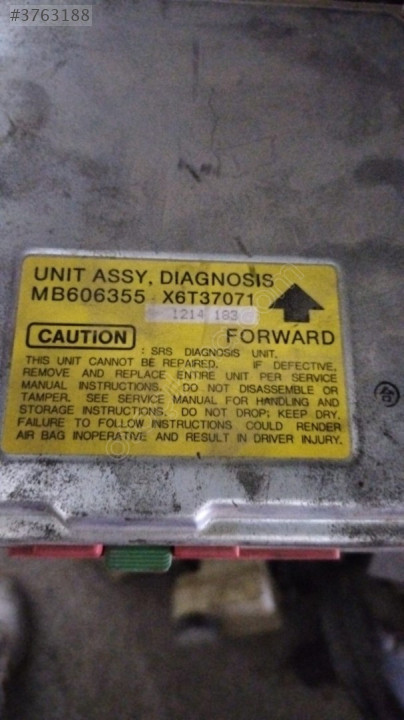 #3763188
UNIT ASSY, DIAGNOSIS
MB606355 X6T37071
1214 183
CAUTION FORWARD
: SRS DIAGNOSIS UNIT.
THIS UNIT CANNOT BE REPAIRED. IF DEFECTIVE,
REMOVE AND REPLACE ENTIRE UNIT PER SERVICE
MANUAL INSTRUCTIONS. DO NOT DISASSEMBLE OR
TAMPER. SEE SERVICE MANUAL FOR HANDLING AND
STORAGE INSTRUCTIONS. DO NOT DROP; KEEP DRY.
FAILURE TO FOLLOW INSTRUCTIONS COULD RENDER
AIR BAG INOPERATIVE AND RESULT IN DRIVER INJURY.
合